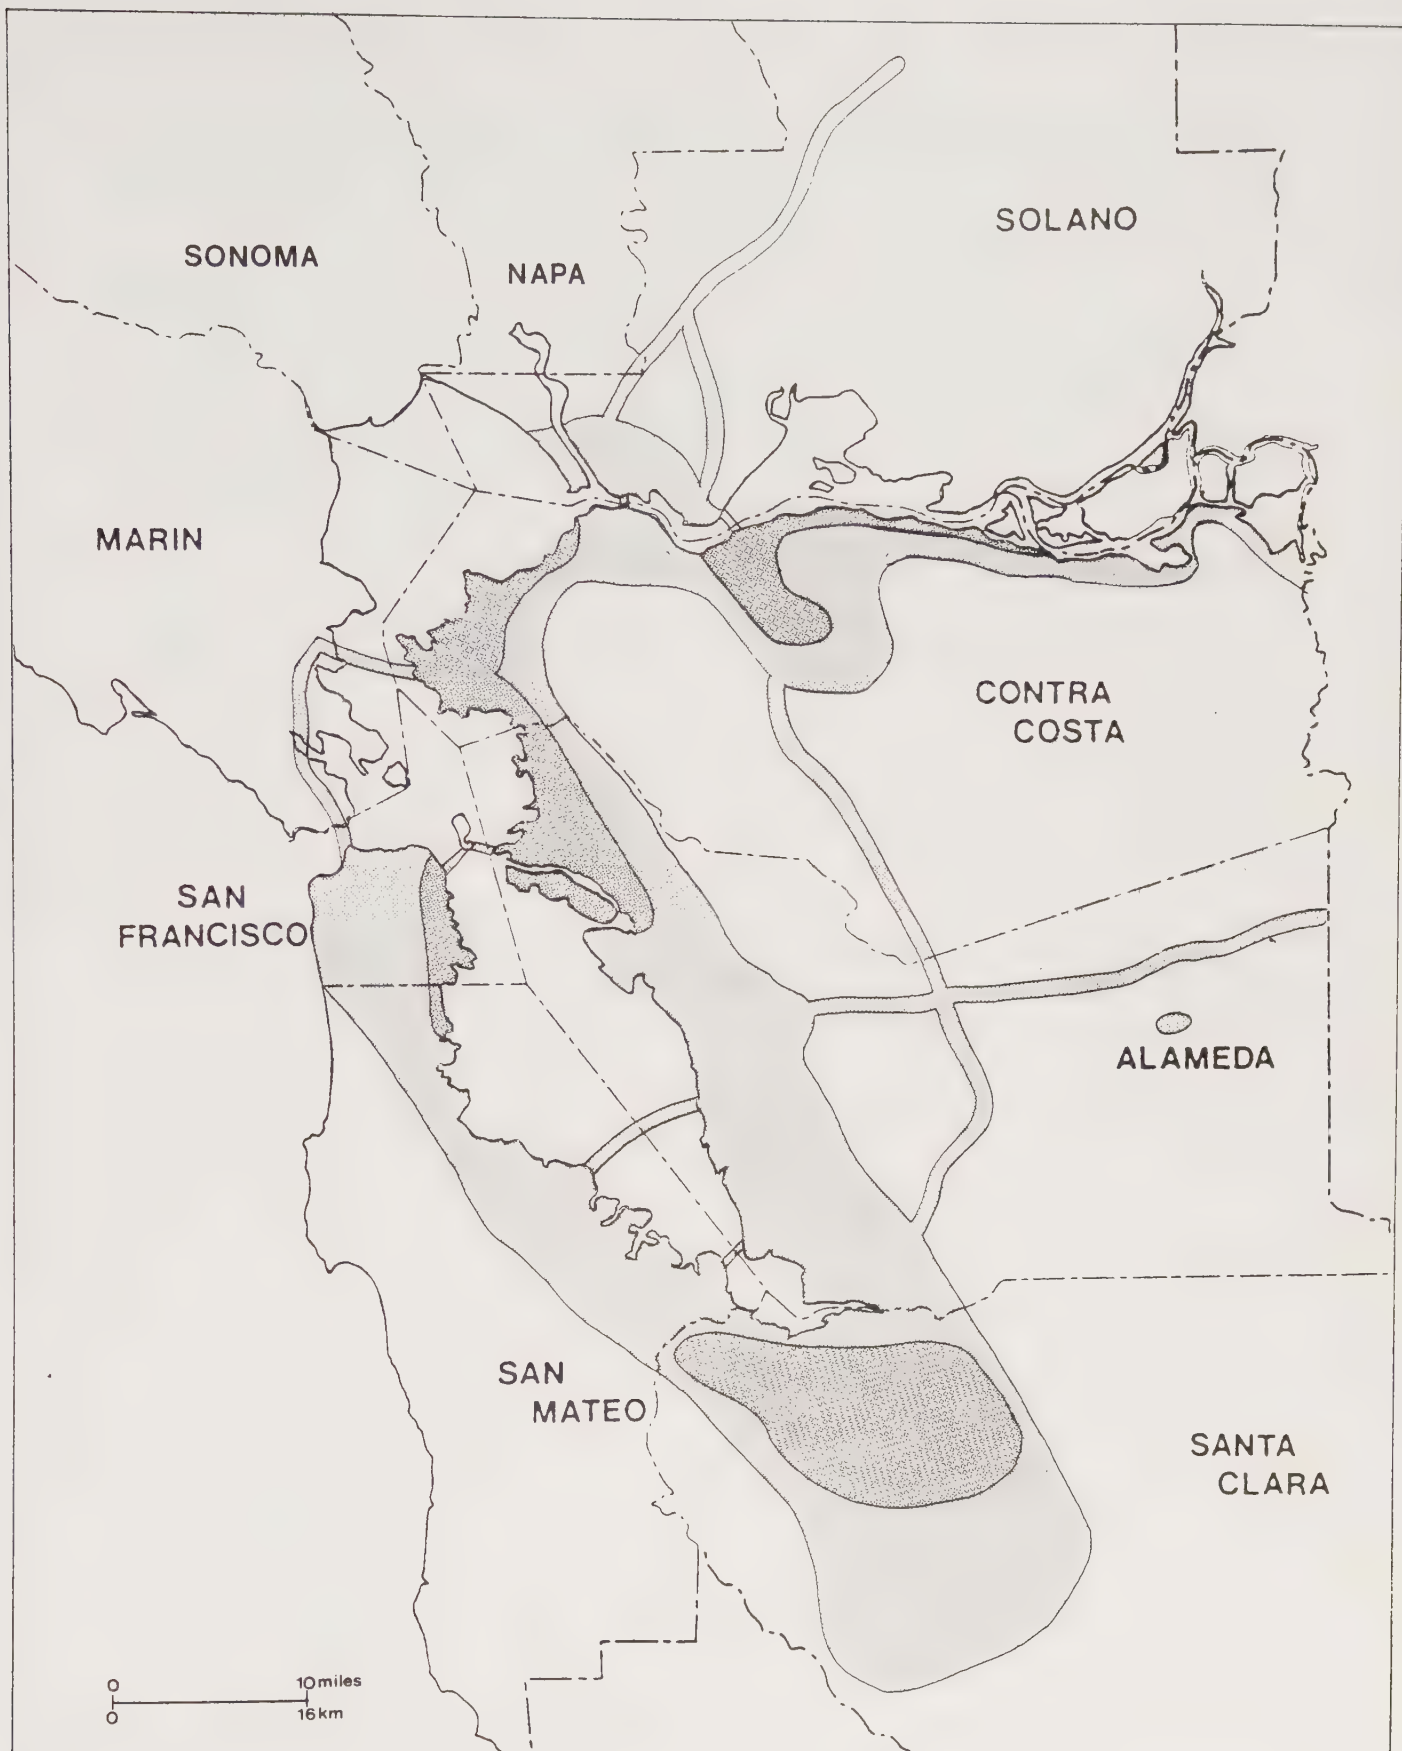 SOLANO
SONOMA
NAPA
MARIN
CONTRA
COSTA
SAN
FRANCISCO
ALAMEDA
SAN
MATEO
SANTA
CLARA
0 10 miles
0 16 km